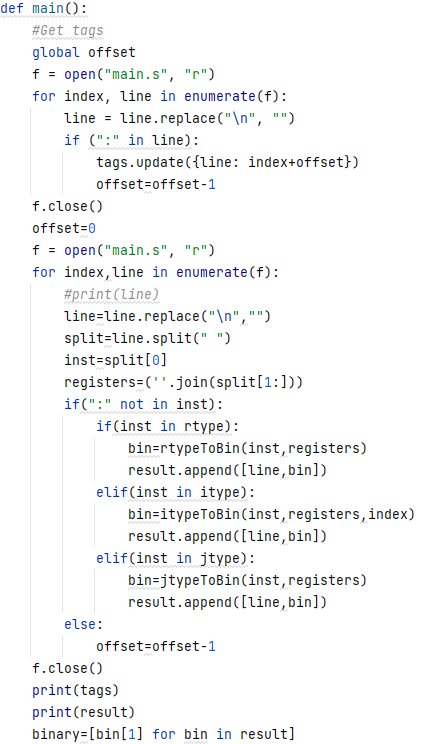 def main():
    #Get tags
    global offset
    f = open("main.s", "r")
    for index, line in enumerate(f):
        line = line.replace("\n", "")
        if (":" in line):
            tags.update({line: index+offset})
            offset=offset-1
    f.close()
    offset=0
    f = open("main.s", "r")
    for index,line in enumerate(f):
        #print(line)
        line=line.replace("\n","")
        split=line.split(" ")
        inst=split[0]
        registers=(''.join(split[1:]))
        if(":" not in inst):
            if(inst in rtype):
                bin=rtypeToBin(inst,registers)
                result.append([line,bin])
            elif(inst in itype):
                bin=itypeToBin(inst,registers,index)
                result.append([line,bin])
            elif(inst in jtype):
                bin=jtypeToBin(inst,registers)
                result.append([line,bin])
        else:
            offset=offset-1
    f.close()
    print(tags)
    print(result)
    binary=[bin[1] for bin in result]